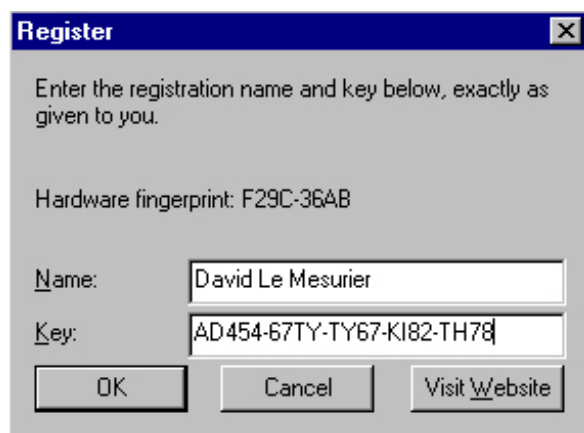 Register
Enter the registration name and key below, exactly as
given to you.
Hardware fingerprint: F29C-36AB
Name: David Le Mesurier
Key: AD454-67TY-TY67-KI82-TH78
OK Cancel Visit Website